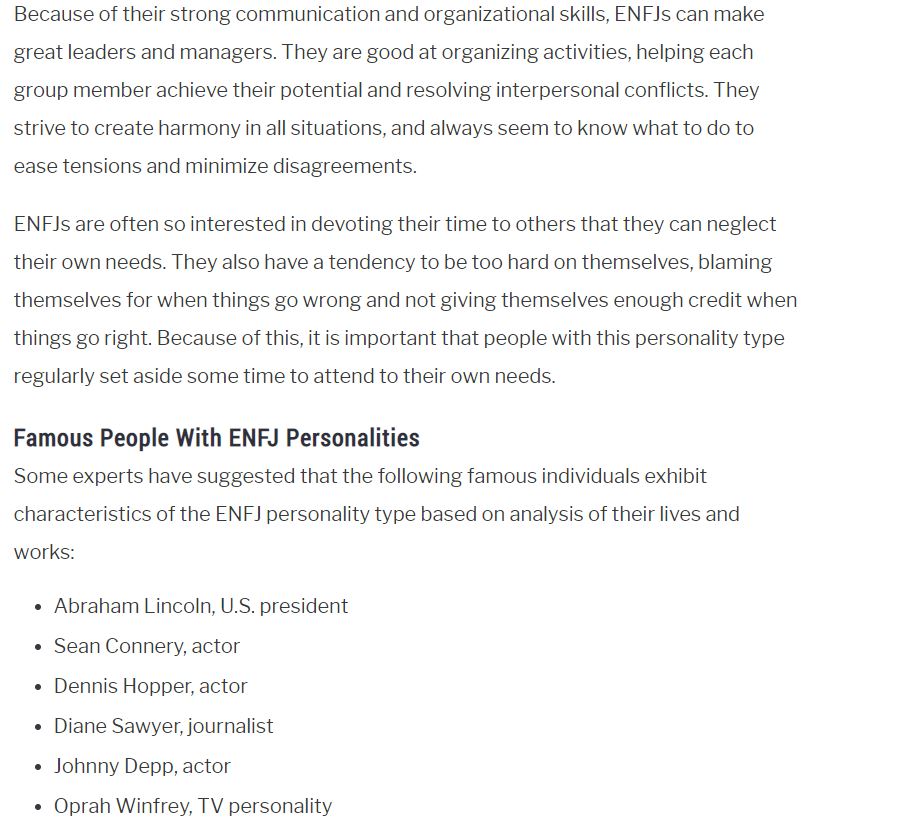 Because of their strong communication and organizational skills, ENFJs can make
great leaders and managers. They are good at organizing activities, helping each
group member achieve their potential and resolving interpersonal conflicts. They
strive to create harmony in all situations, and always seem to know what to do to
ease tensions and minimize disagreements.
ENFJs are often so interested in devoting their time to others that they can neglect
their own needs. They also have a tendency to be too hard on themselves, blaming
themselves for when things go wrong and not giving themselves enough credit when
things go right. Because of this, it is important that people with this personality type
regularly set aside some time to attend to their own needs.
Famous People With ENFJ Personalities
Some experts have suggested that the following famous individuals exhibit
characteristics of the ENFJ personality type based on analysis of their lives and
works:
• Abraham Lincoln, U.S. president
• Sean Connery, actor
• Dennis Hopper, actor
• Diane Sawyer, journalist
• Johnny Depp, actor
• Oprah Winfrey, TV personality